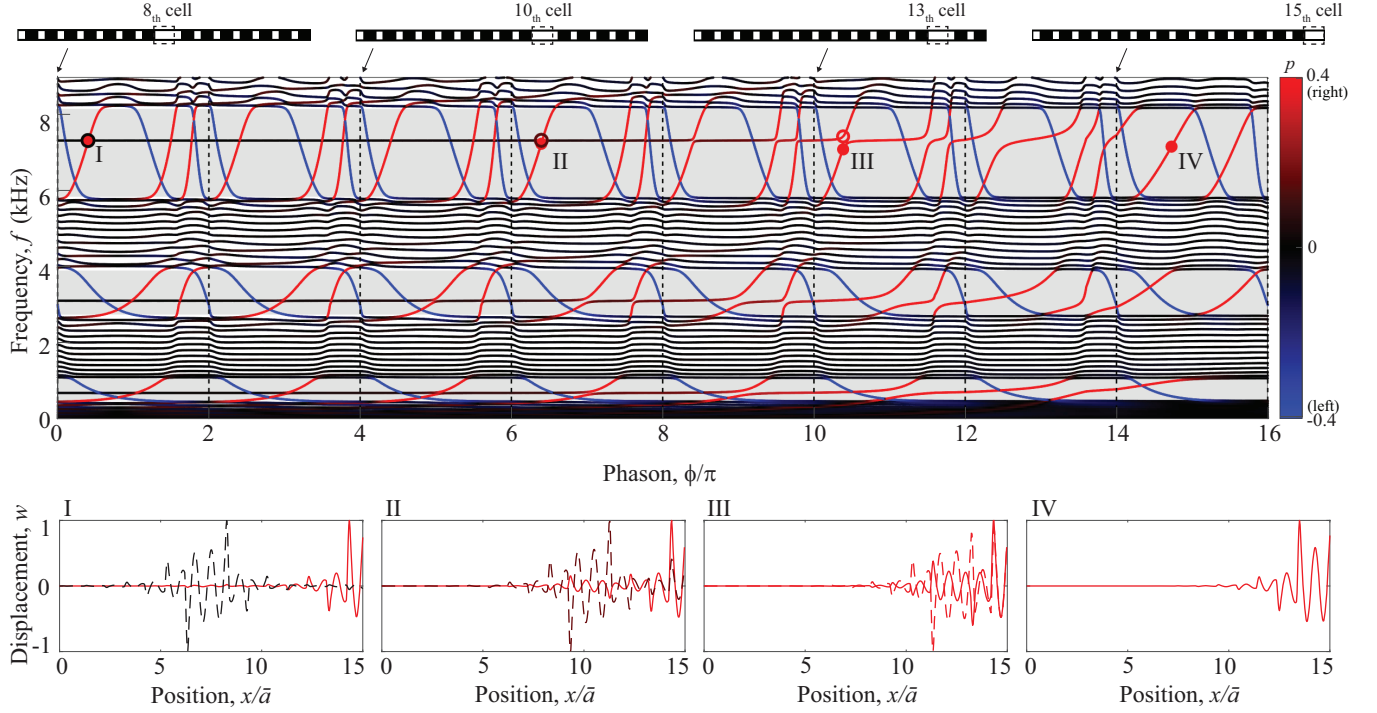 8th cell 10th cell 13th cell 15th cell
p
0.4
(right)
0
(left)
-0.4
Frequency, f (kHz)
8
6
4
2
0
I II III IV
0 2 4 6 8 10 12 14 16
Phason, ϕ/π
I II III IV
Displacement, w
1
0
-1
0 5 10 15 0 5 10 15 0 5 10 15 0 5 10 15
Position, x/ā Position, x/ā Position, x/ā Position, x/ā